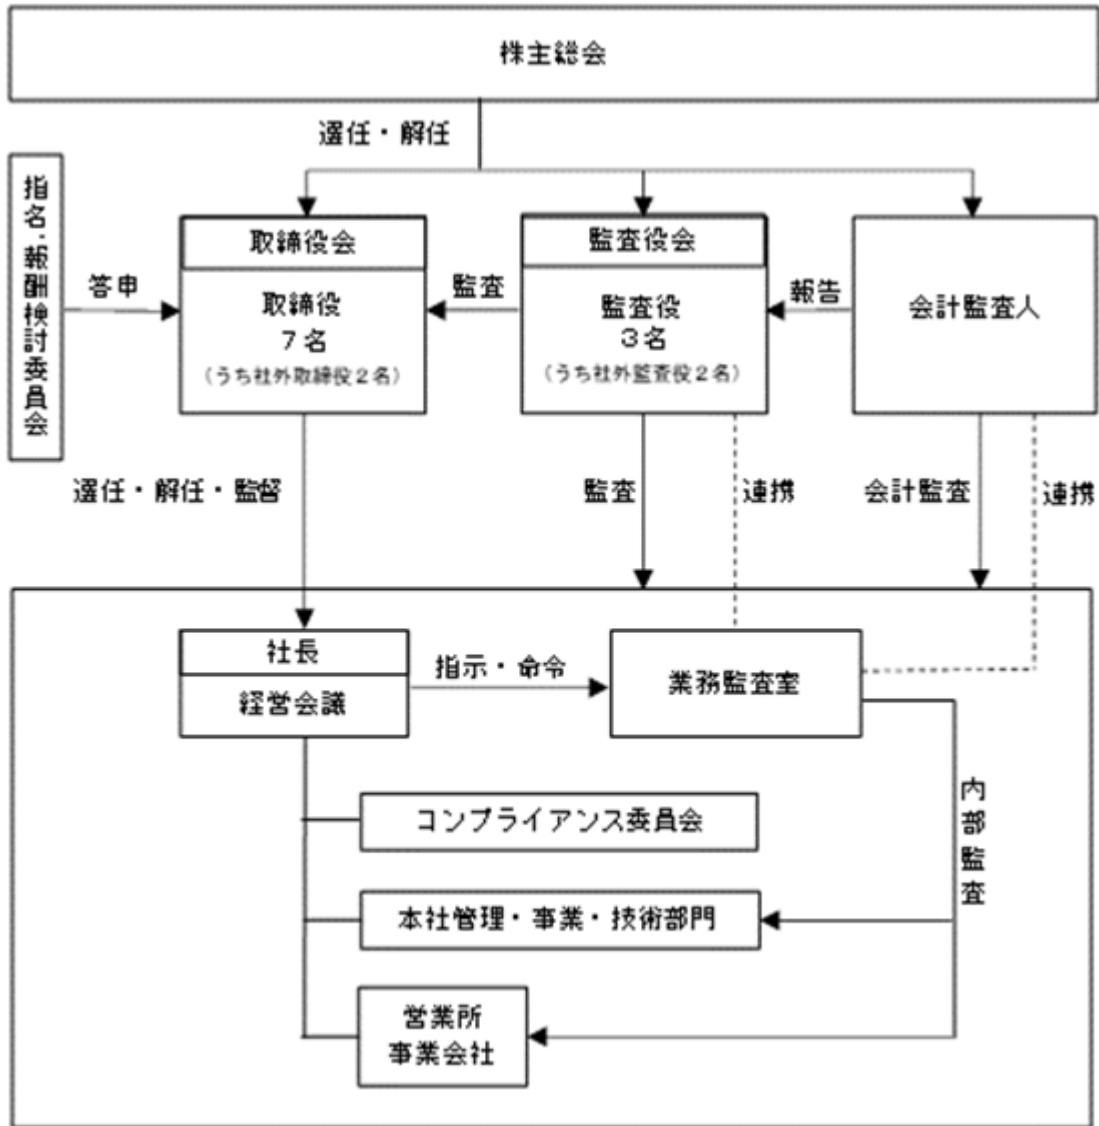 株主総会
選任・解任
指名・報酬検討委員会
答申
取締役会
取締役
7名
(うち社外取締役2名)
監査
監査役会
監査役
3名
(うち社外監査役2名)
報告
会計監査人
選任・解任・監督
監査
連携
会計監査
連携
社長
経営会議
指示・命令
業務監査室
内部監査
コンプライアンス委員会
本社管理・事業・技術部門
営業所
事業会社